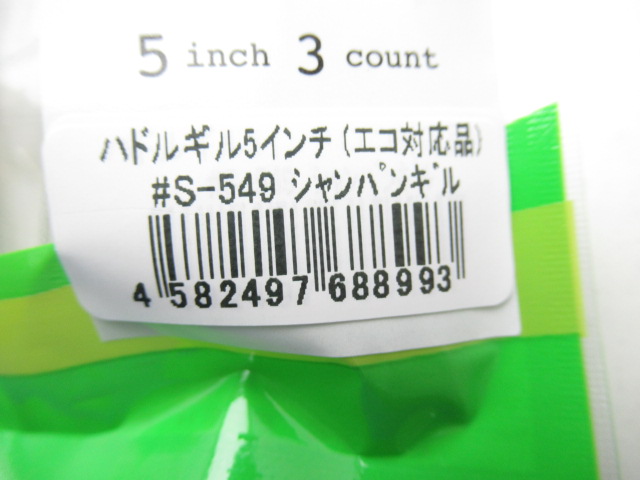 5 inch 3 count
ハドルギル5インチ(エコ対応品)
#S-549 シャンパンギル
4 582497 688993